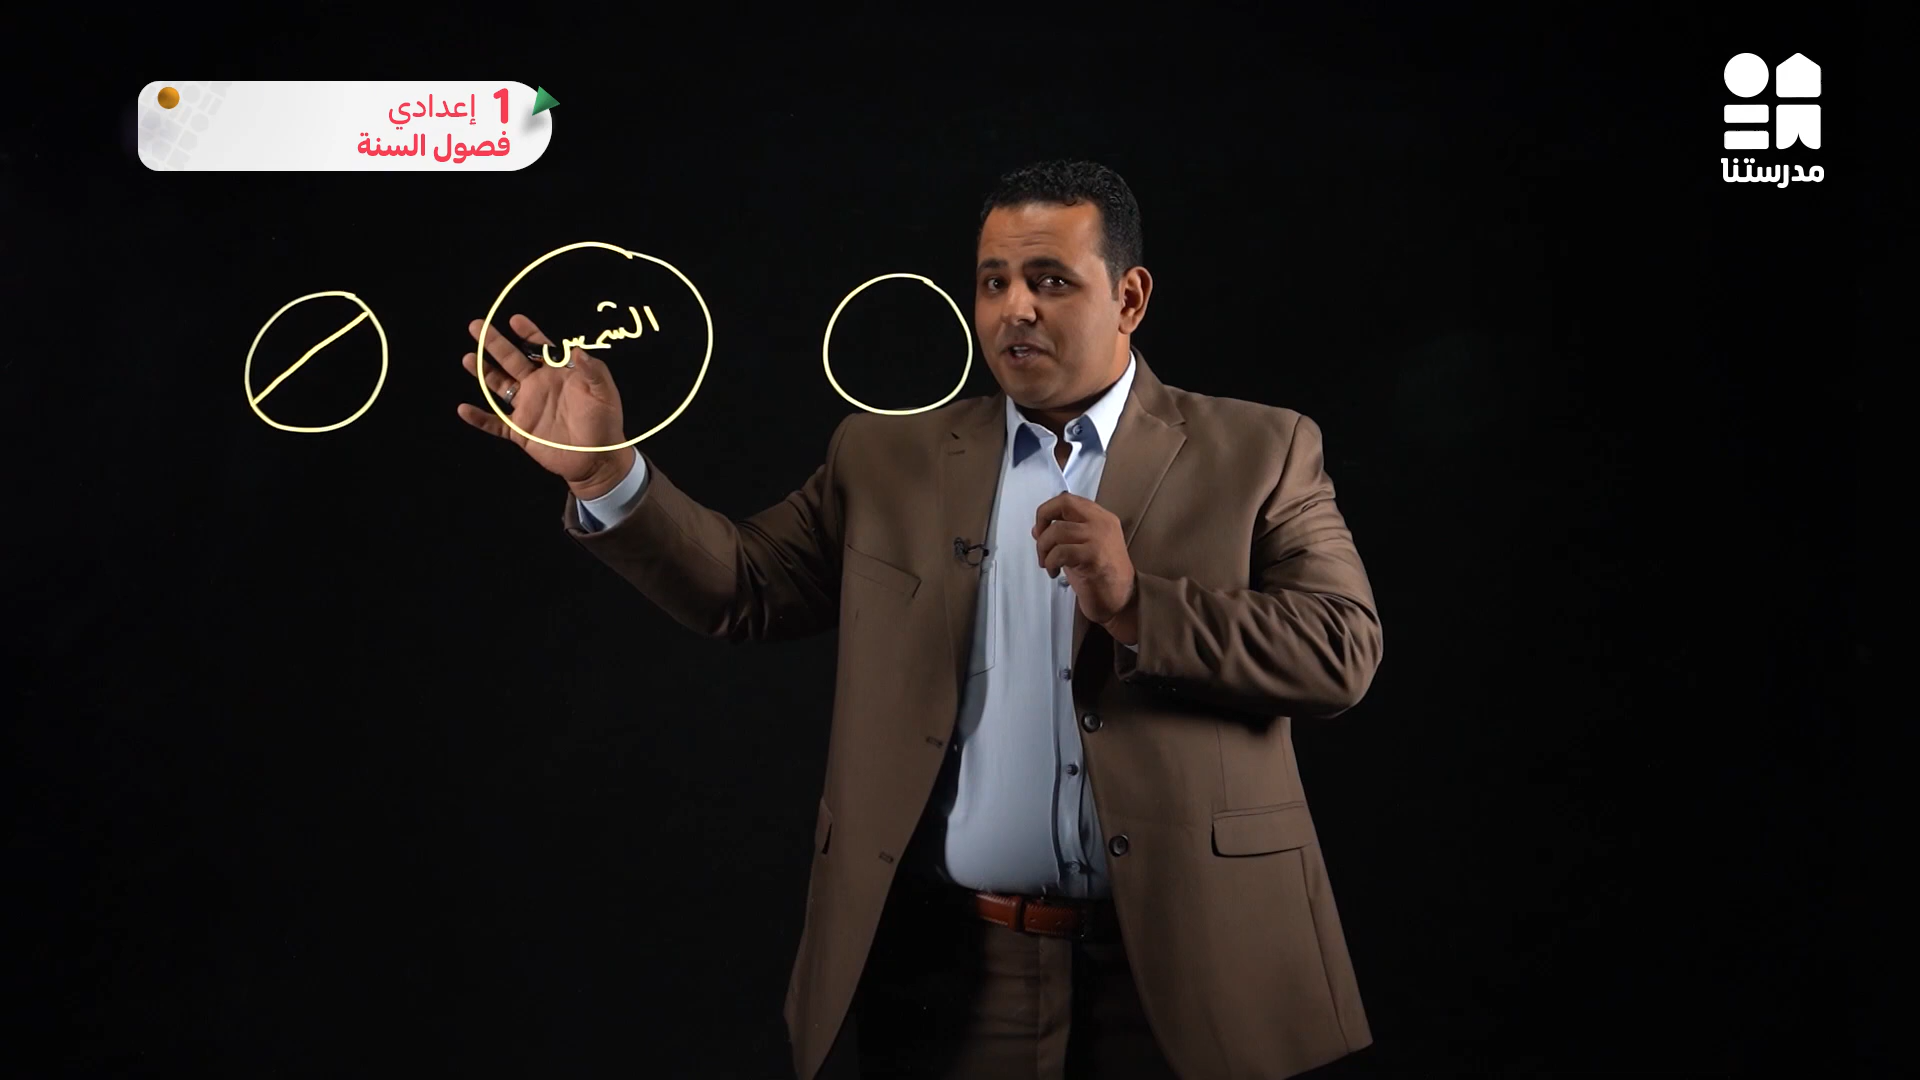 1 إعدادي
فصول السنة
مدرستنا
الشمس